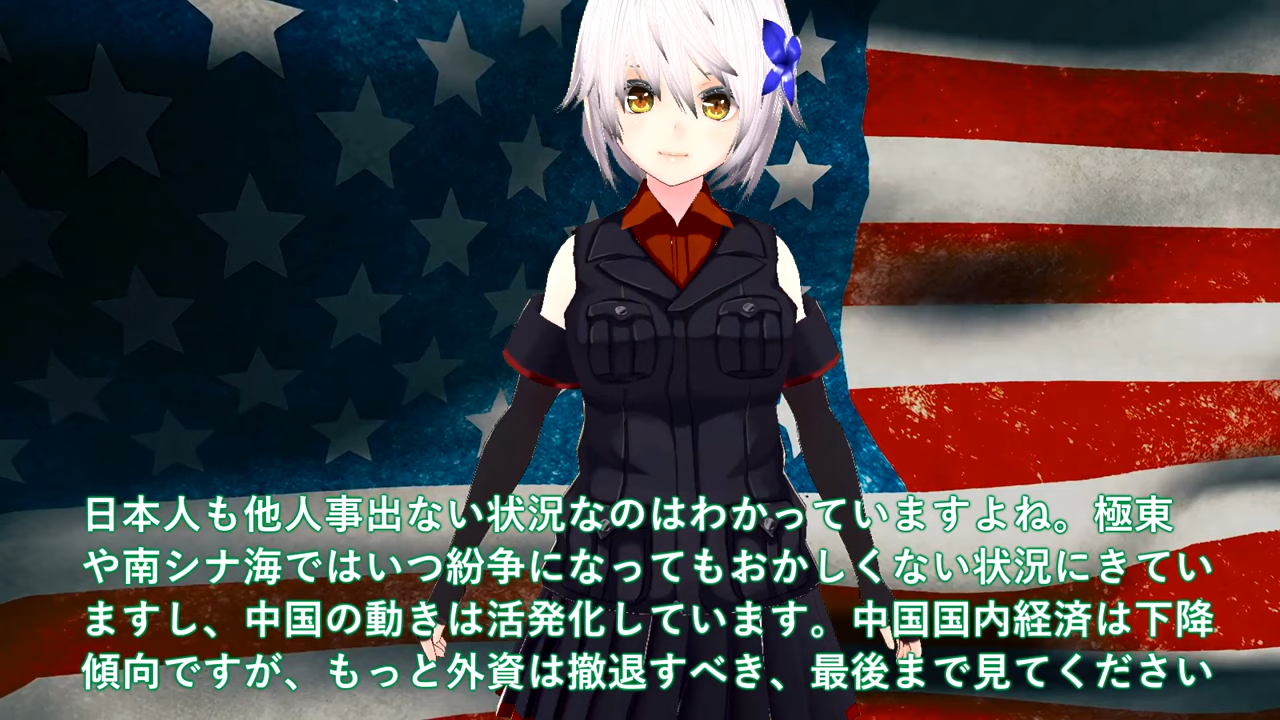 日本人も他人事出ない状況なのはわかっていますよね。極東
や南シナ海ではいつ紛争になってもおかしくない状況にきてい
ますし、中国の動きは活発化しています。中国国内経済は下降
傾向ですが、もっと外資は撤退すべき、最後まで見てください